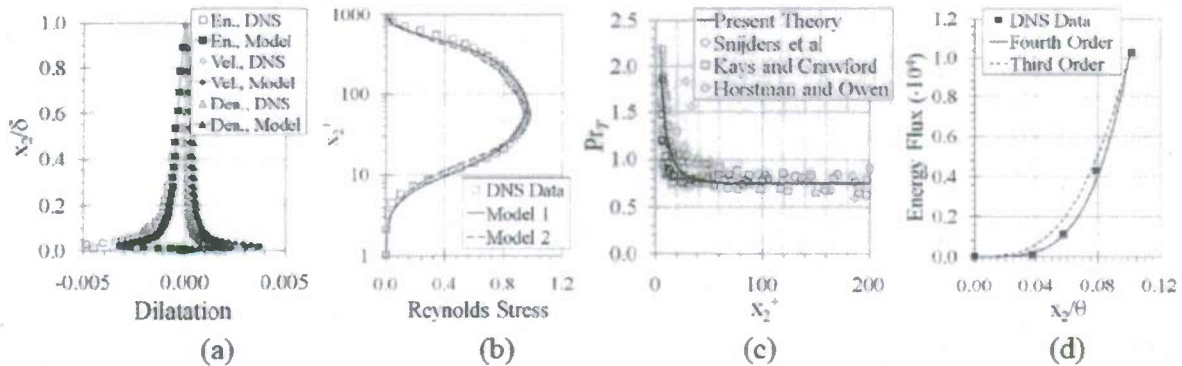 En., DNS
En., Model
Vel., DNS
Vel., Model
Den., DNS
Den., Model
1.0
0.8
0.6
0.4
0.2
0.0
x₂/δ
-0.005 0.000 0.005
Dilatation
(a)
1000
100
10
1
x₂⁺
DNS Data
Model 1
Model 2
0.0 0.4 0.8 1.2
Reynolds Stress
(b)
2.5
2.0
1.5
1.0
0.5
0.0
Pr_T
Present Theory
Snijders et al
Kays and Crawford
Horstman and Owen
0 100 200
x₂⁺
(c)
1.2
1.0
0.8
0.6
0.4
0.2
0.0
Energy Flux
DNS Data
Fourth Order
Third Order
0.00 0.04 0.08 0.12
x₂/θ
(d)